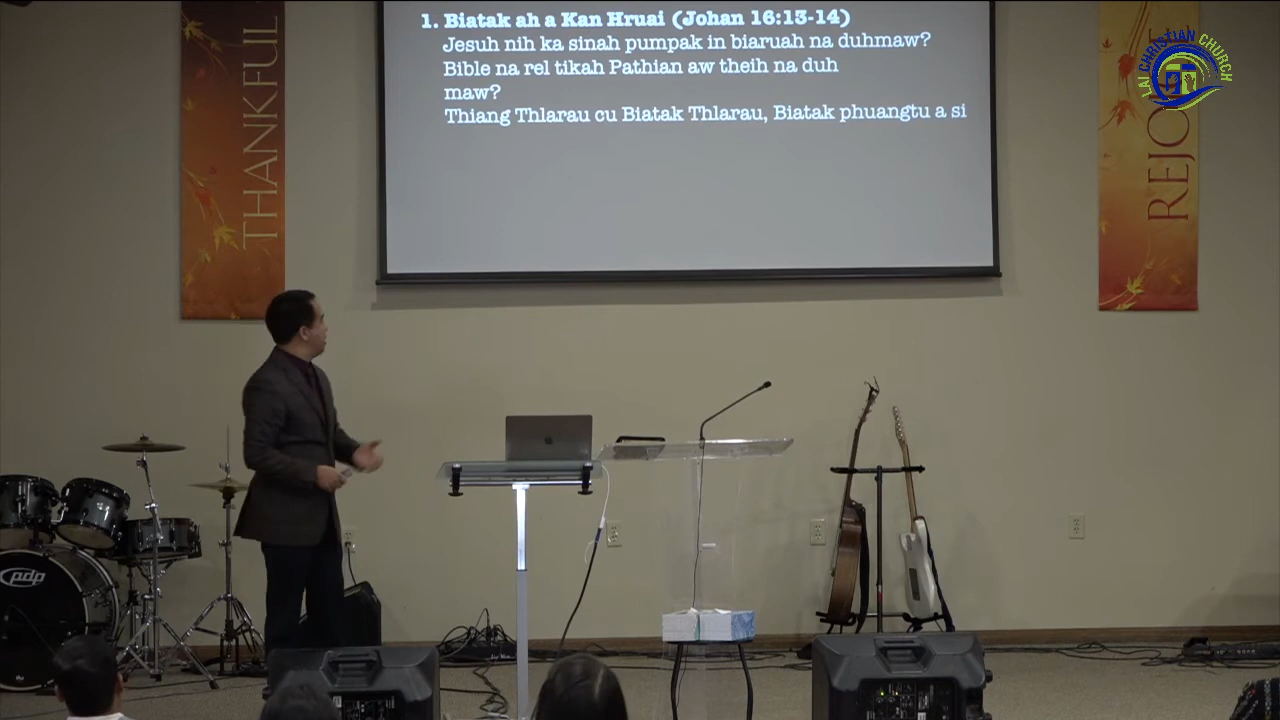 1. Biatak ah a Kan Hruai (Johan 16:13-14)
Jesuh nih ka sinah pumpak in biaruah na duhmaw?
Bible na rel tikah Pathian aw theih na duh
maw?
Thiang Thlarau cu Biatak Thlarau, Biatak phuangtu a si
THANKFUL
REJO
LAI CHRISTIAN CHURCH
pdp